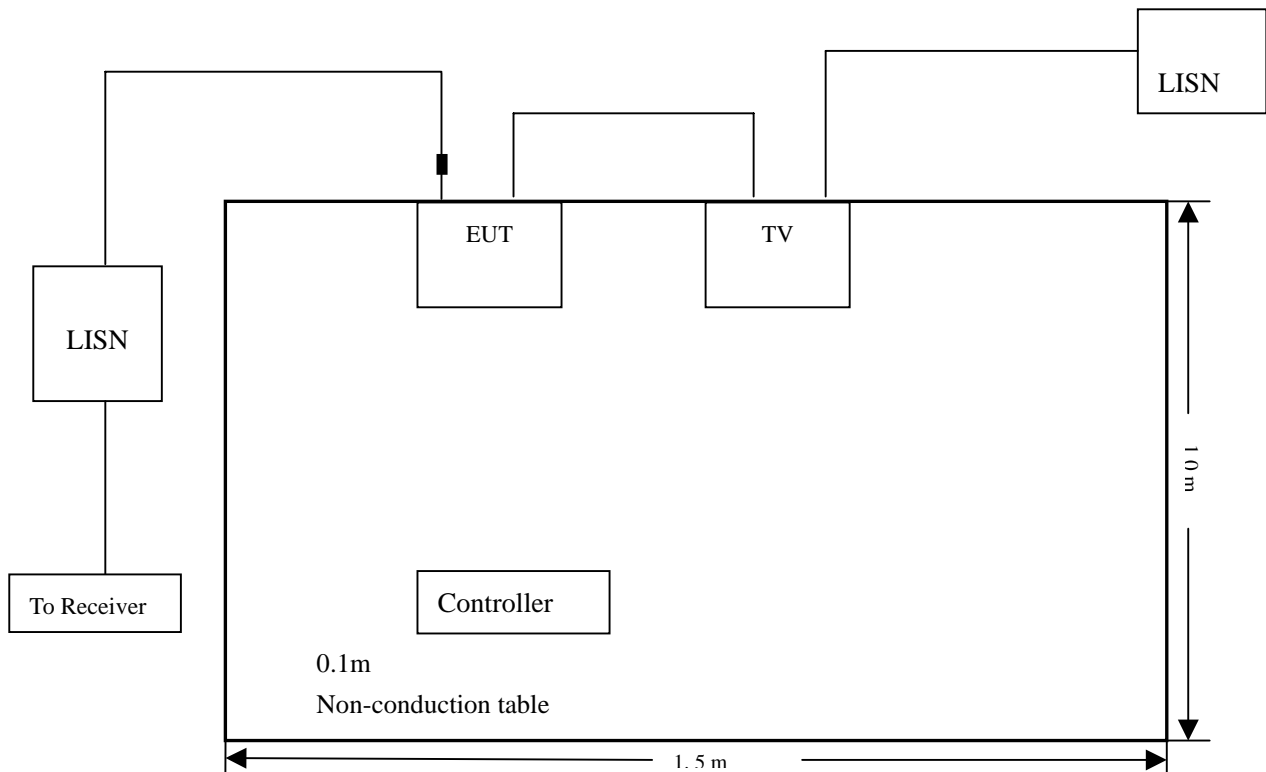 LISN
EUT
TV
LISN
1 0 m
Controller
To Receiver
0.1m
Non-conduction table
1. 5 m